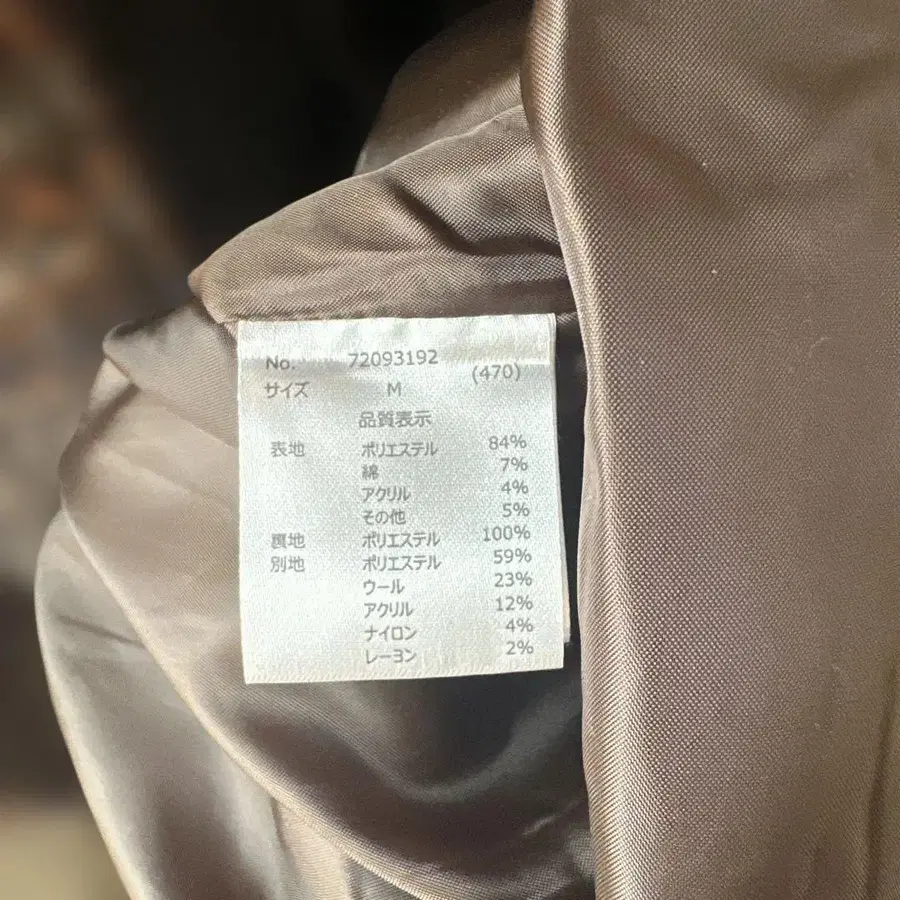 No. 72093192 (470)
サイズ M
品質表示
表地 ポリエステル 84%
綿 7%
アクリル 4%
その他 5%
裏地 ポリエステル 100%
別地 ポリエステル 59%
ウール 23%
アクリル 12%
ナイロン 4%
レーヨン 2%